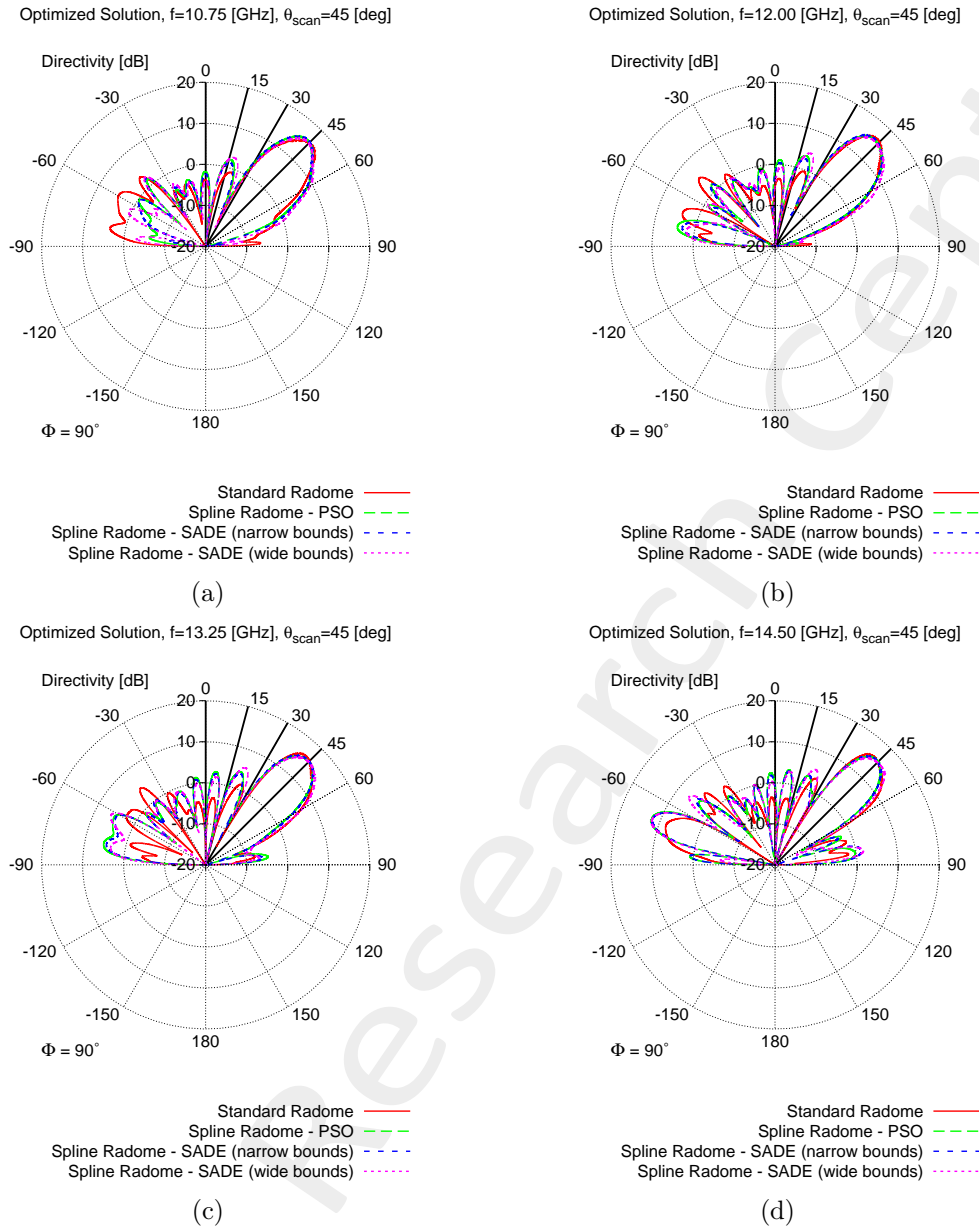 Optimized Solution, f=10.75 [GHz], θscan=45 [deg]
Directivity [dB]
0
15
30
45
60
90
120
150
180
-150
-120
-90
-60
-30
20
10
0
-10
-20
Φ = 90°
Standard Radome
Spline Radome - PSO
Spline Radome - SADE (narrow bounds)
Spline Radome - SADE (wide bounds)
(a)
Optimized Solution, f=12.00 [GHz], θscan=45 [deg]
Directivity [dB]
0
15
30
45
60
90
120
150
180
-150
-120
-90
-60
-30
20
10
0
-10
-20
Φ = 90°
Standard Radome
Spline Radome - PSO
Spline Radome - SADE (narrow bounds)
Spline Radome - SADE (wide bounds)
(b)
Optimized Solution, f=13.25 [GHz], θscan=45 [deg]
Directivity [dB]
0
15
30
45
60
90
120
150
180
-150
-120
-90
-60
-30
20
10
0
-10
-20
Φ = 90°
Standard Radome
Spline Radome - PSO
Spline Radome - SADE (narrow bounds)
Spline Radome - SADE (wide bounds)
(c)
Optimized Solution, f=14.50 [GHz], θscan=45 [deg]
Directivity [dB]
0
15
30
45
60
90
120
150
180
-150
-120
-90
-60
-30
20
10
0
-10
-20
Φ = 90°
Standard Radome
Spline Radome - PSO
Spline Radome - SADE (narrow bounds)
Spline Radome - SADE (wide bounds)
(d)
Research Cent